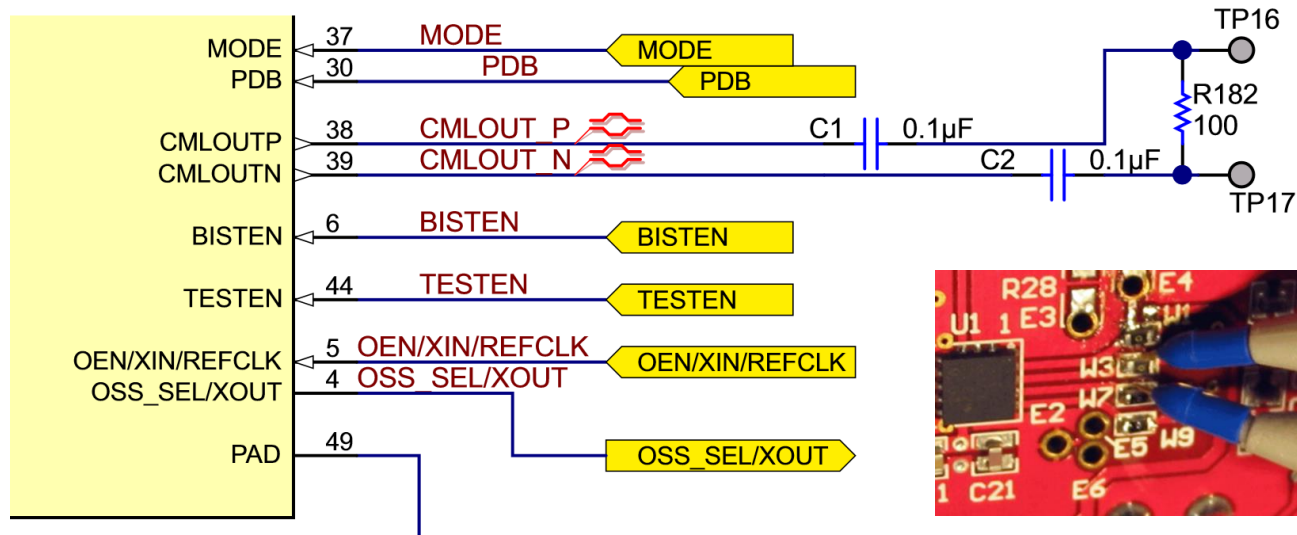 TP16
MODE 37 MODE MODE
PDB 30 PDB PDB
R182
100
CMLOUTP 38 CMLOUT_P C1 0.1µF
CMLOUTN 39 CMLOUT_N C2 0.1µF
TP17
BISTEN 6 BISTEN BISTEN
TESTEN 44 TESTEN TESTEN
OEN/XIN/REFCLK 5 OEN/XIN/REFCLK OEN/XIN/REFCLK
OSS_SEL/XOUT 4 OSS_SEL/XOUT
OSS_SEL/XOUT
PAD 49
R28 E4
U1 1 E3 W1
W3
W7
E2
E5 W9
1 C21 E6